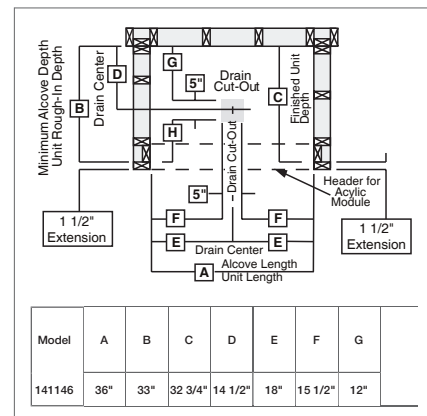 Minimum Alcove Depth
Unit Rough-In Depth
B
Drain Center
D
G
5"
Drain
Cut-Out
C
Finished Unit
Depth
H
Drain Cut-Out
5"
Header for
Acylic
Module
1 1/2"
Extension
1 1/2"
Extension
F
F
E
Drain Center
E
A
Alcove Length
Unit Length
Model A B C D E F G
141146 36" 33" 32 3/4" 14 1/2" 18" 15 1/2" 12"